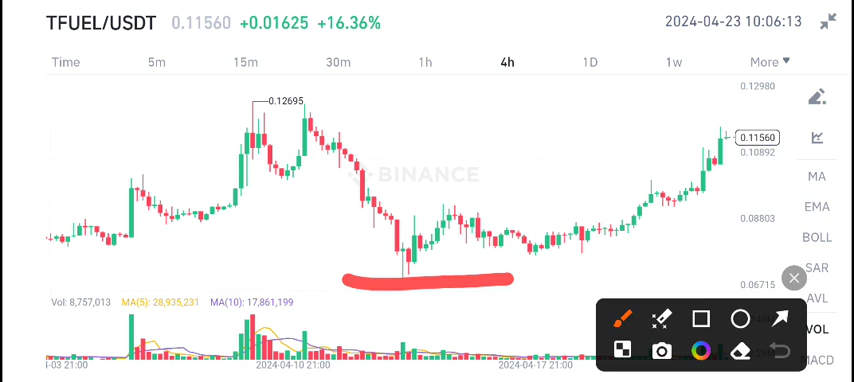 TFUEL/USDT 0.11560 +0.01625 +16.36% 2024-04-23 10:06:13
Time 5m 15m 30m 1h 4h 1D 1w More
0.12980
0.12695
0.11560
0.10892
BINANCE
MA
EMA
0.08803
BOLL
SAR
0.06715
AVL
Vol: 8,757,013 MA(5): 28,935,231 MA(10): 17,861,199
VOL
MACD
-03 21:00 2024-04-10 21:00 2024-04-17 21:00